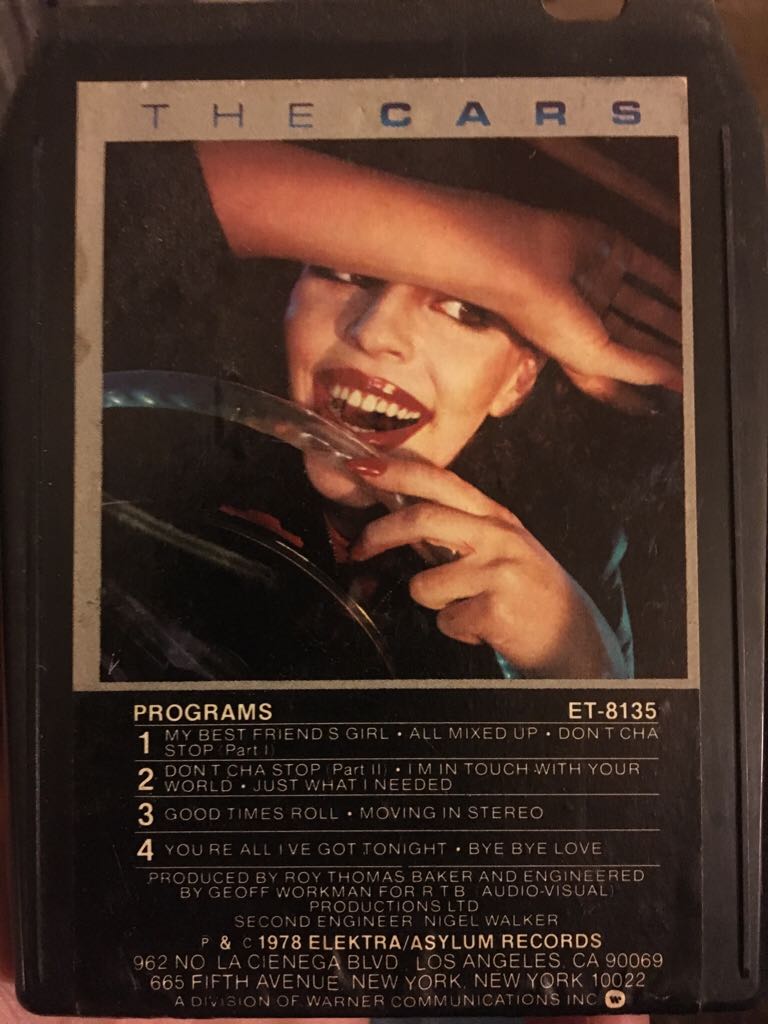 THE CARS
PROGRAMS ET-8135
1 MY BEST FRIEND S GIRL • ALL MIXED UP • DON T CHA
STOP (Part I)
2 DON T CHA STOP (Part II) • I M IN TOUCH WITH YOUR
WORLD • JUST WHAT I NEEDED
3 GOOD TIMES ROLL • MOVING IN STEREO
4 YOU RE ALL I VE GOT TONIGHT • BYE BYE LOVE
PRODUCED BY ROY THOMAS BAKER AND ENGINEERED
BY GEOFF WORKMAN FOR R T B (AUDIO-VISUAL)
PRODUCTIONS LTD
SECOND ENGINEER NIGEL WALKER
P & C 1978 ELEKTRA/ASYLUM RECORDS
962 NO. LA CIENEGA BLVD., LOS ANGELES, CA 90069
665 FIFTH AVENUE, NEW YORK, NEW YORK 10022
A DIVISION OF WARNER COMMUNICATIONS INC